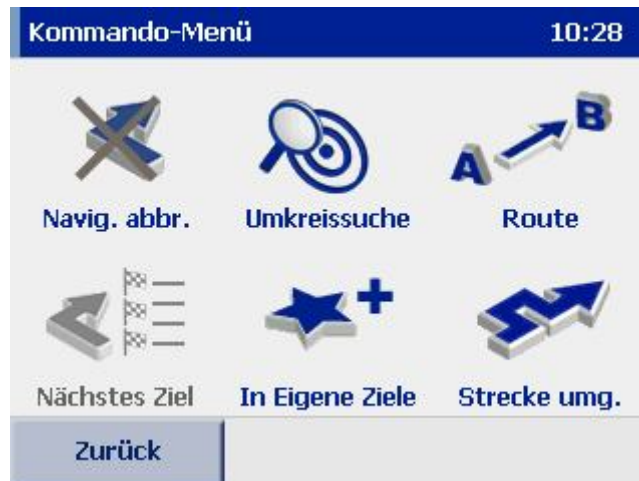 Kommando-Menü 10:28
A B
Navig. abbr. Umkreissuche Route
Nächstes Ziel In Eigene Ziele Strecke umg.
Zurück